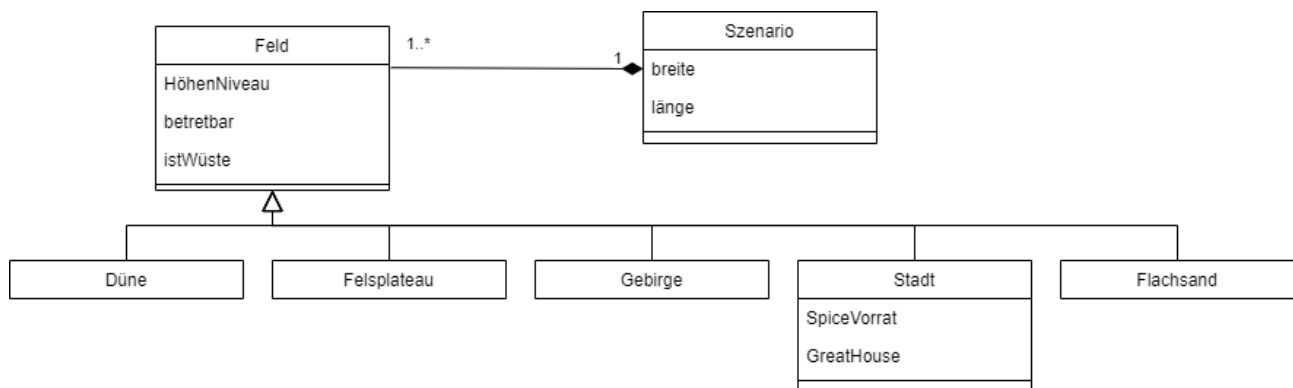 Feld
HöhenNiveau
betretbar
istWüste
1..*
1
Szenario
breite
länge
Düne
Felsplateau
Gebirge
Stadt
SpiceVorrat
GreatHouse
Flachsand